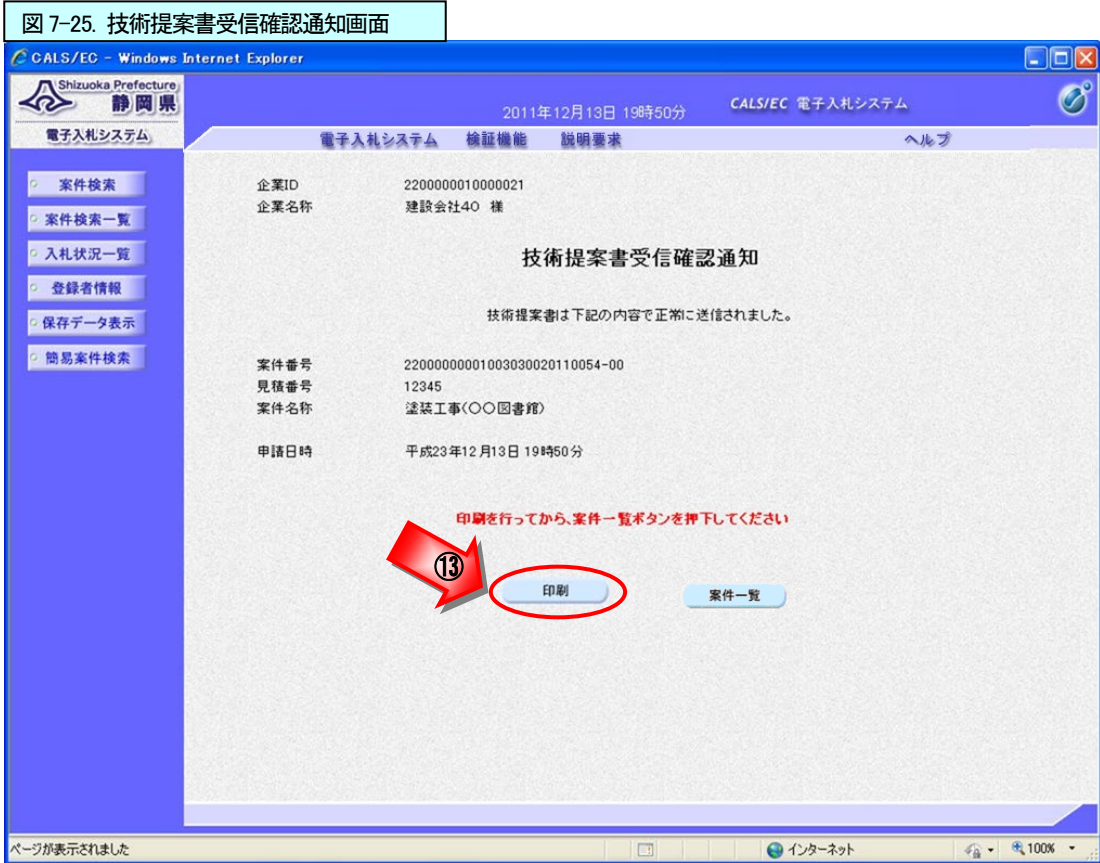 図 7-25. 技術提案書受信確認通知画面
CALS/EC - Windows Internet Explorer
Shizuoka Prefecture
静岡県
電子入札システム
2011年12月13日 19時50分
CALS/EC 電子入札システム
電子入札システム 検証機能 説明要求 ヘルプ
案件検索
案件検索一覧
入札状況一覧
登録者情報
保存データ表示
簡易案件検索
企業ID 2200000010000021
企業名称 建設会社40 様
技術提案書受信確認通知
技術提案書は下記の内容で正常に送信されました。
案件番号 22000000001003030020110054-00
見積番号 12345
案件名称 塗装工事(○○図書館)
申請日時 平成23年12月13日 19時50分
印刷を行ってから、案件一覧ボタンを押下してください
⑬
印刷
案件一覧
ページが表示されました
インターネット
100%